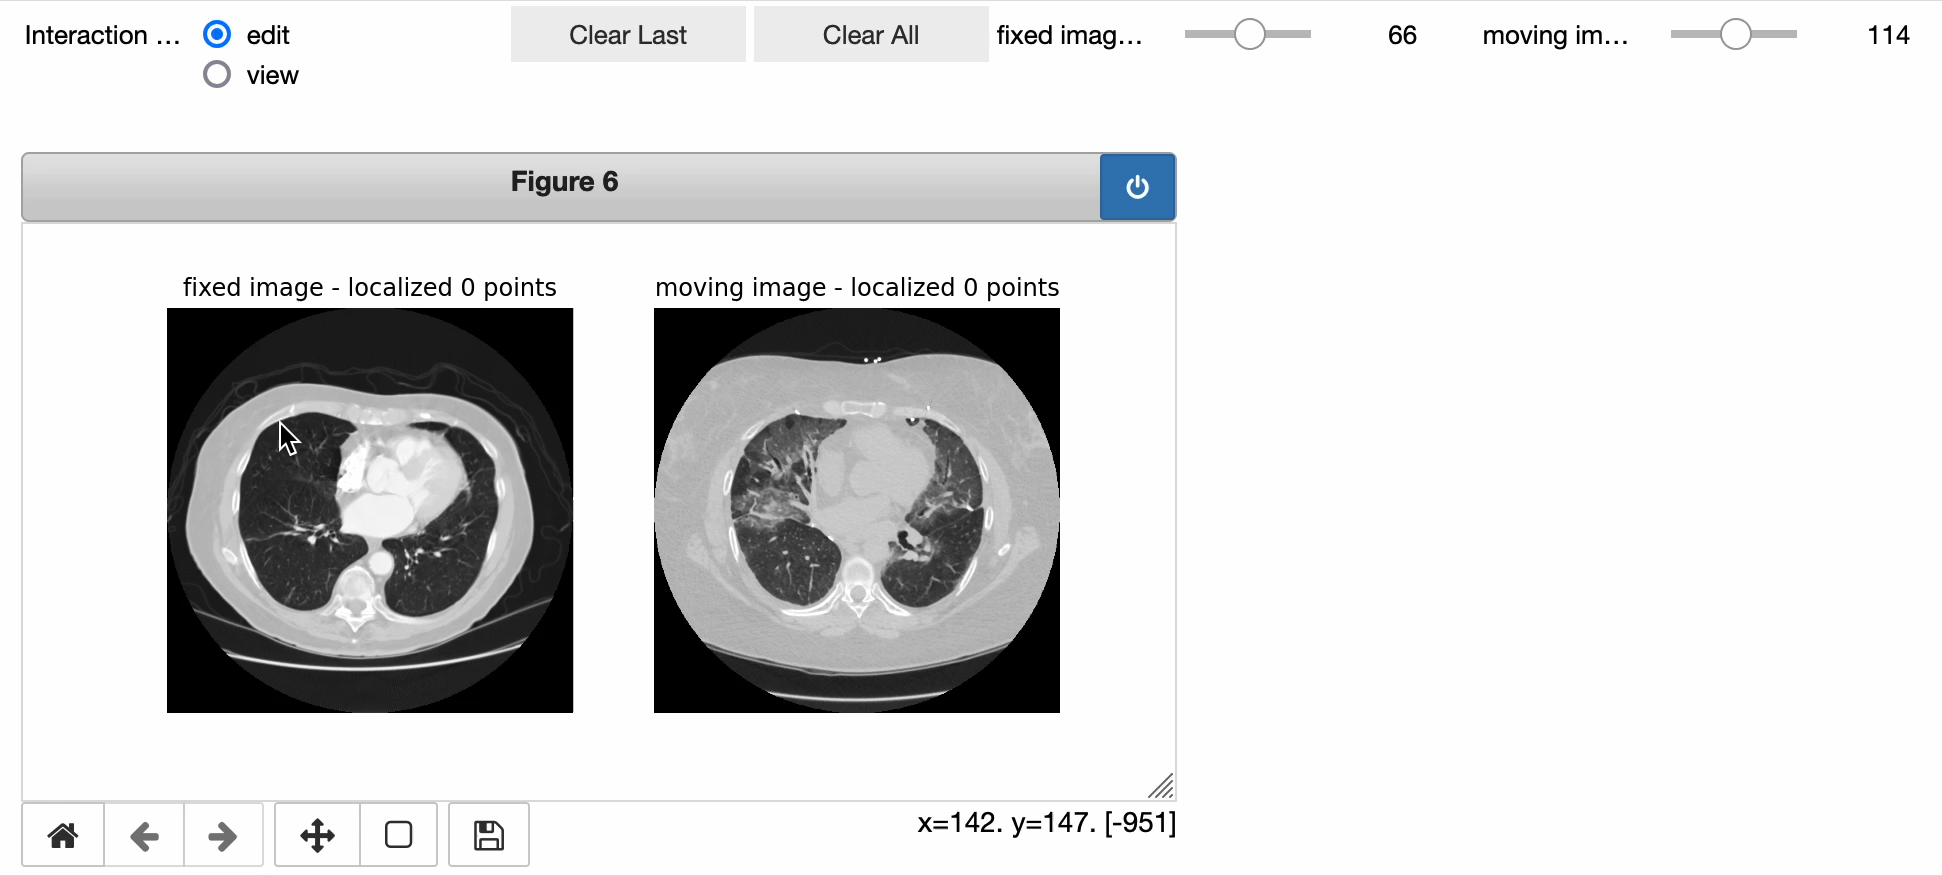 Interaction ... edit Clear Last Clear All fixed imag... 66 moving im... 114
view
Figure 6
fixed image - localized 0 points moving image - localized 0 points
x=142. y=147. [-951]